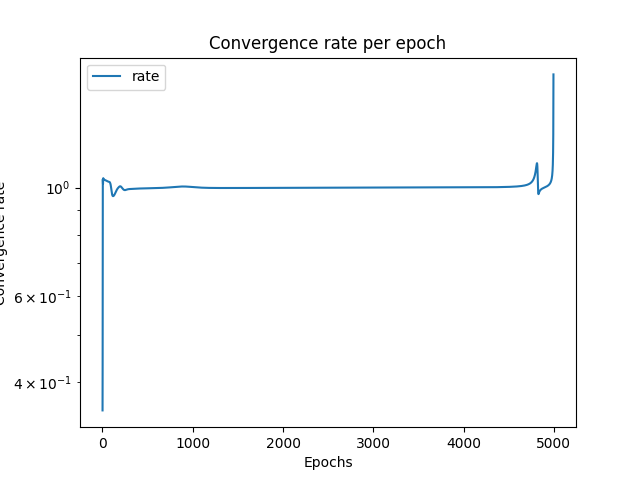 Convergence rate per epoch
rate
Convergence rate
10⁰
6 × 10⁻¹
4 × 10⁻¹
0 1000 2000 3000 4000 5000
Epochs